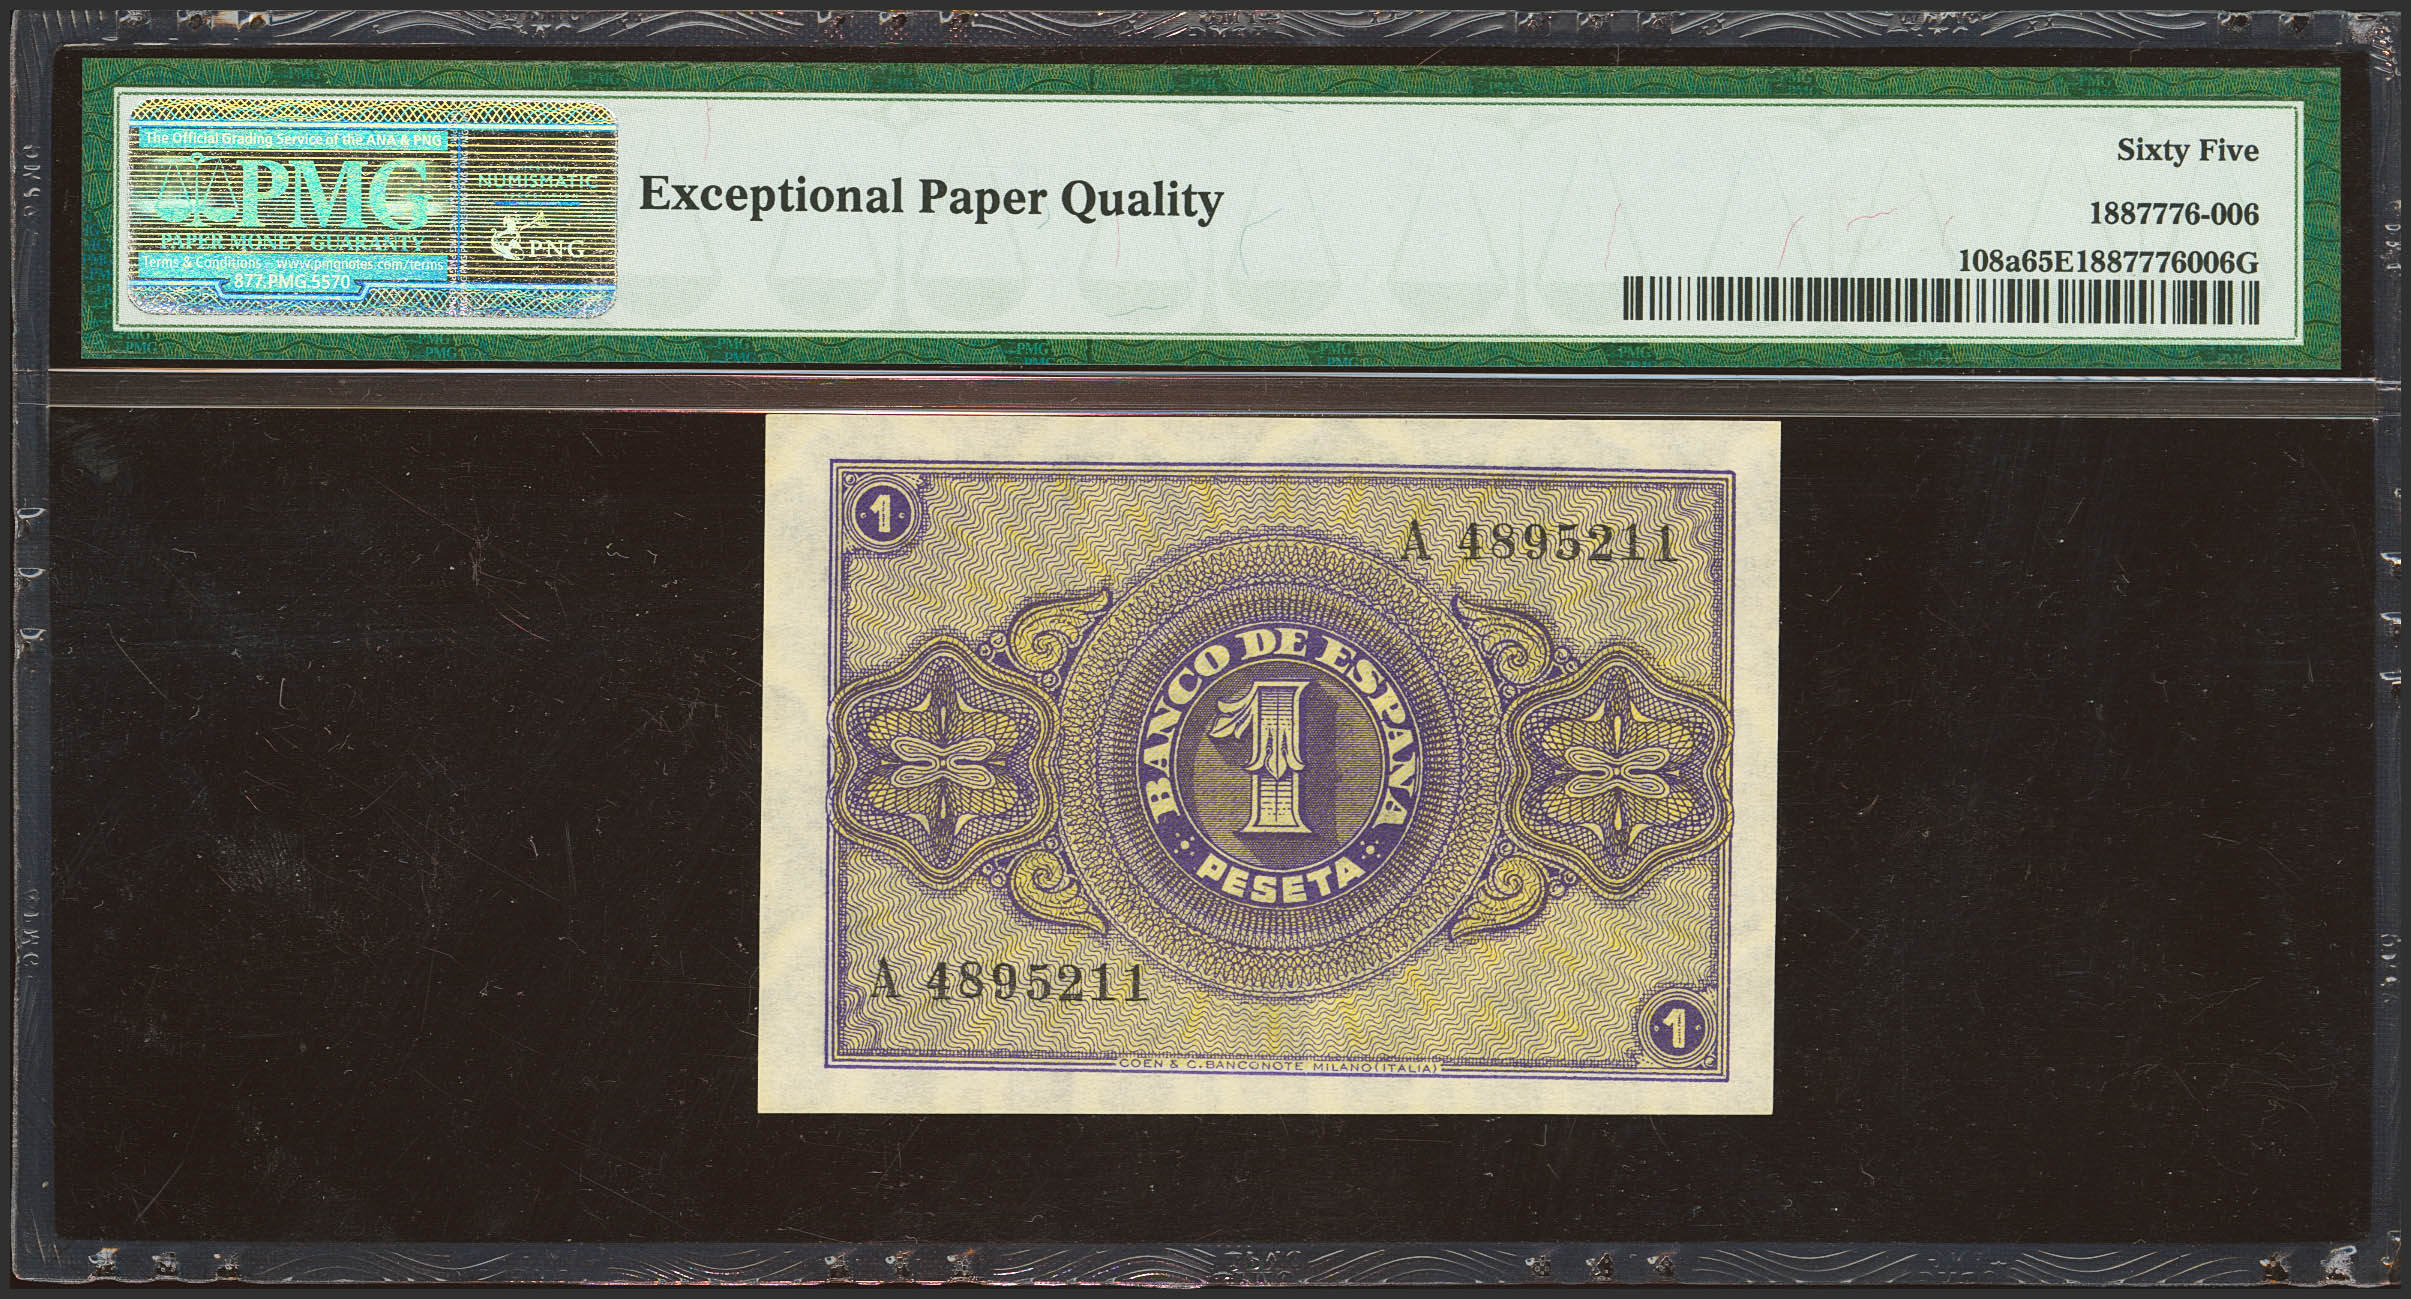 The Official Grading Service of the ANA & PNG
PMG
PAPER MONEY GUARANTY
Terms & Conditions – www.pmgnotes.com/terms
877.PMG.5570
NUMISMATIC
PNG
Exceptional Paper Quality
Sixty Five
1887776-006
108a65E1887776006G
1
A 4895211
BANCO DE ESPAÑA
1
PESETA
A 4895211
1
COEN & C. BANCONOTE MILANO (ITALIA)